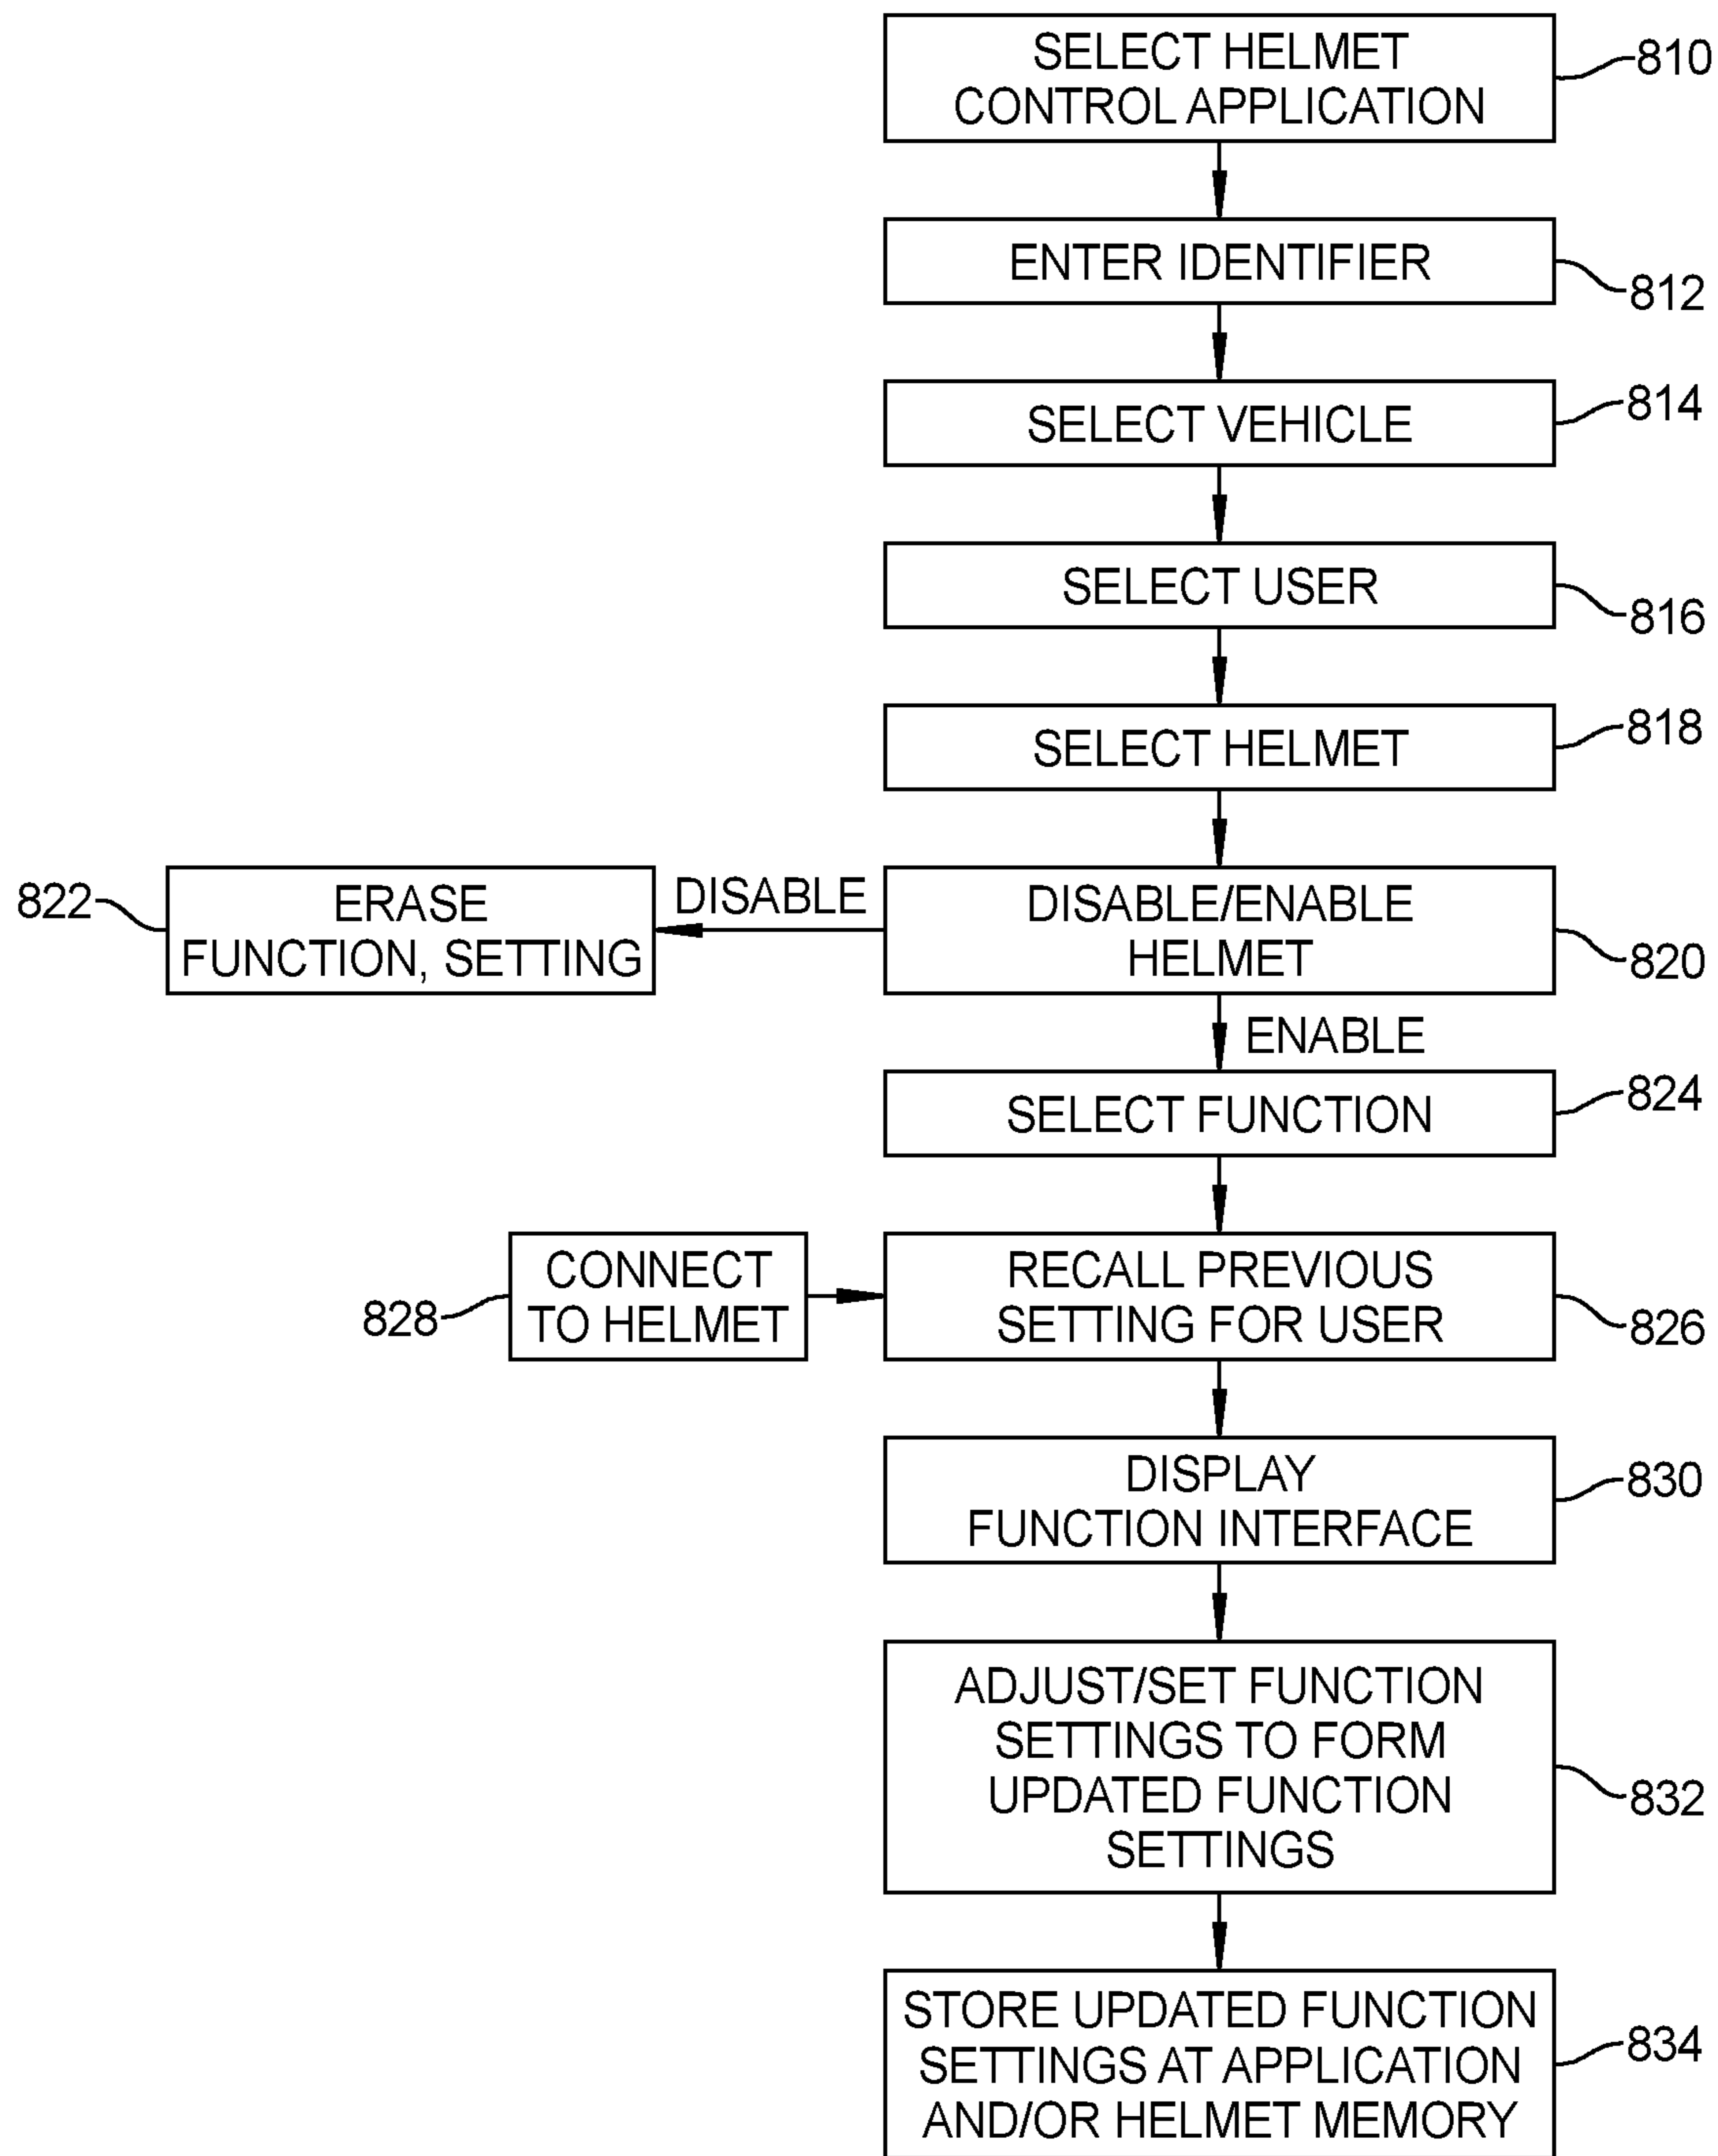 SELECT HELMET
CONTROL APPLICATION
810
ENTER IDENTIFIER
812
SELECT VEHICLE
814
SELECT USER
816
SELECT HELMET
818
822
ERASE
FUNCTION, SETTING
DISABLE
DISABLE/ENABLE
HELMET
820
ENABLE
SELECT FUNCTION
824
828
CONNECT
TO HELMET
RECALL PREVIOUS
SETTING FOR USER
826
DISPLAY
FUNCTION INTERFACE
830
ADJUST/SET FUNCTION
SETTINGS TO FORM
UPDATED FUNCTION
SETTINGS
832
STORE UPDATED FUNCTION
SETTINGS AT APPLICATION
AND/OR HELMET MEMORY
834